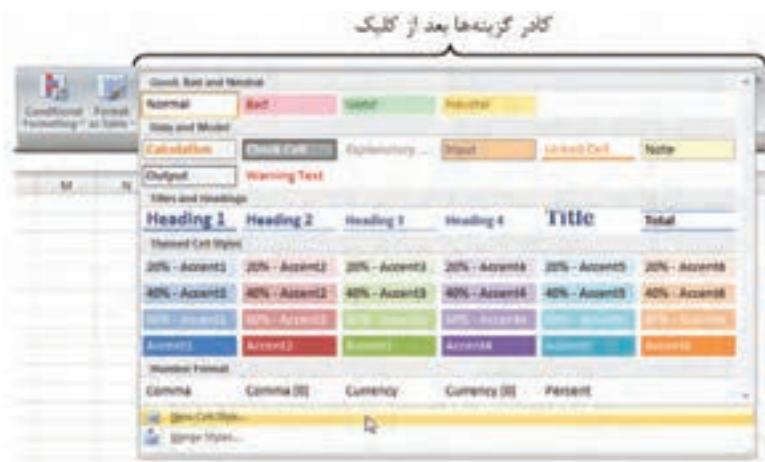 کادر گزینه‌ها بعد از کلیک
Good, Bad and Neutral
Conditional Formatting Format as Table
Normal Bad Good Neutral
Data and Model
Calculation Check Cell Explanatory ... Input Linked Cell Note
Output Warning Text
M N
Titles and Headings
Heading 1 Heading 2 Heading 3 Heading 4 Title Total
Themed Cell Styles
20% - Accent1 20% - Accent2 20% - Accent3 20% - Accent4 20% - Accent5 20% - Accent6
40% - Accent1 40% - Accent2 40% - Accent3 40% - Accent4 40% - Accent5 40% - Accent6
60% - Accent1 60% - Accent2 60% - Accent3 60% - Accent4 60% - Accent5 60% - Accent6
Accent1 Accent2 Accent3 Accent4 Accent5 Accent6
Number Format
Comma Comma [0] Currency Currency [0] Percent
New Cell Style...
Merge Styles...